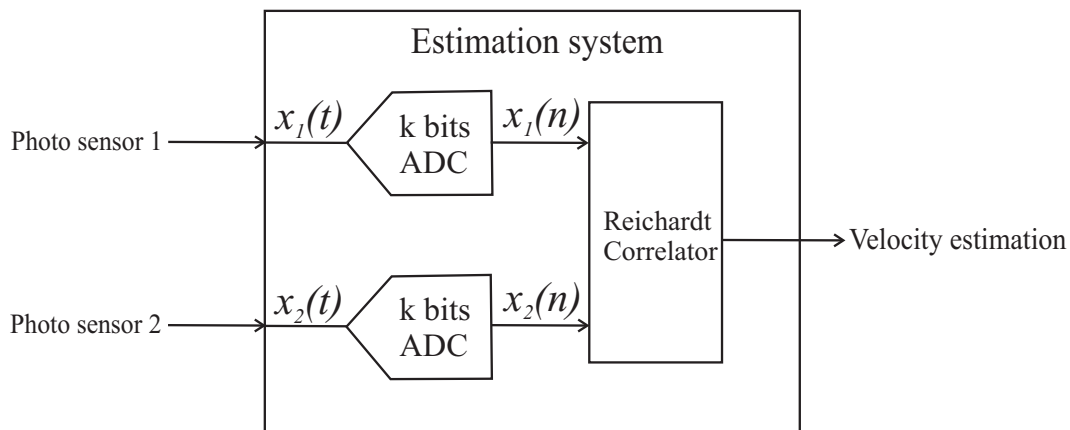 Estimation system
Photo sensor 1
x₁(t)
k bits
ADC
x₁(n)
Reichardt
Correlator
Velocity estimation
Photo sensor 2
x₂(t)
k bits
ADC
x₂(n)